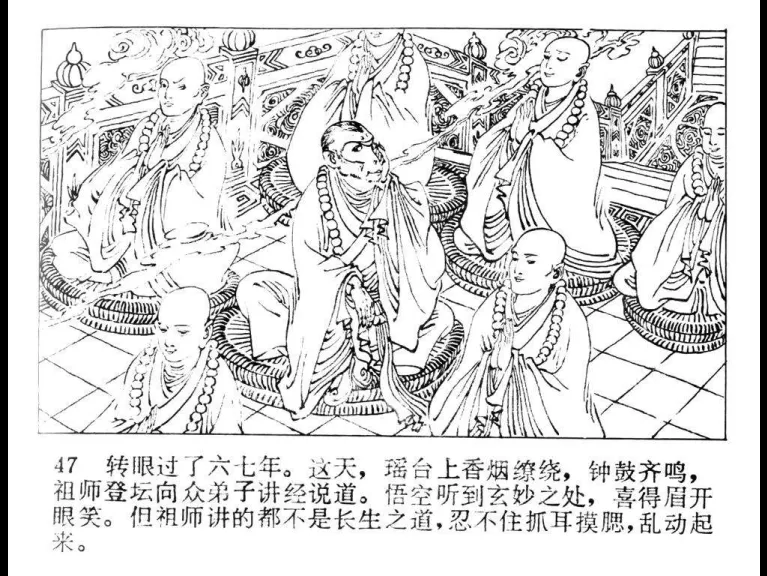 47 转眼过了六七年。这天，瑶台上香烟缭绕，钟鼓齐鸣，
祖师登坛向众弟子讲经说道。悟空听到玄妙之处，喜得眉开
眼笑。但祖师讲的都不是长生之道，忍不住抓耳摸腮，乱动起
来。